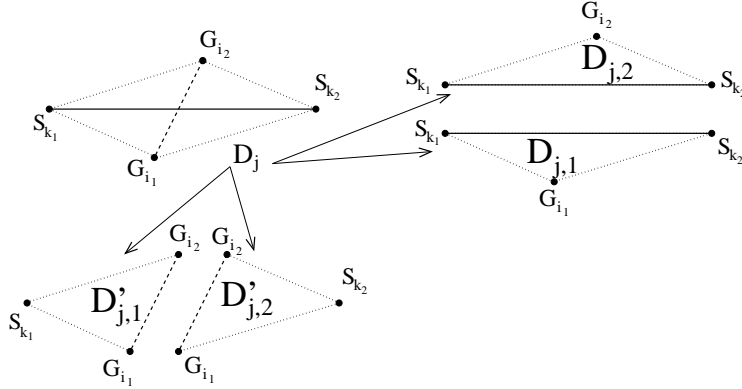 G_{i_2}
S_{k_1}
S_{k_2}
G_{i_1}
D_j
G_{i_2}
D_{j,2}
S_{k_1}
S_{k_2}
S_{k_1}
D_{j,1}
S_{k_2}
G_{i_1}
G_{i_2}
G_{i_2}
D'_{j,1}
D'_{j,2}
S_{k_1}
S_{k_2}
G_{i_1}
G_{i_1}